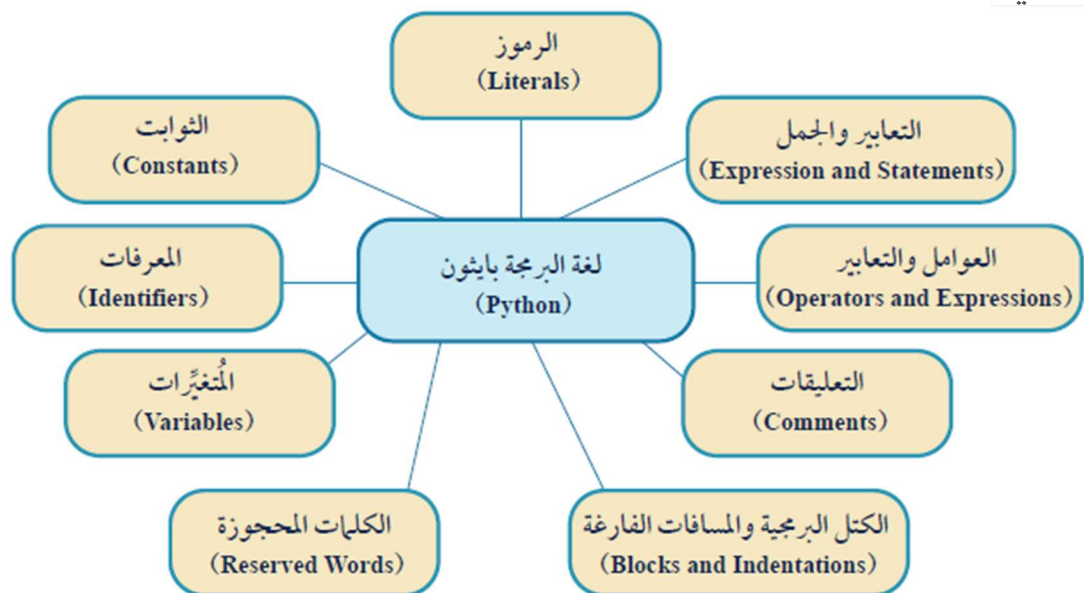 الرموز
(Literals)
الثوابت
(Constants)
التعابير والجمل
(Expression and Statements)
المعرفات
(Identifiers)
لغة البرمجة بايثون
(Python)
العوامل والتعابير
(Operators and Expressions)
المُتغيِّرات
(Variables)
التعليقات
(Comments)
الكلمات المحجوزة
(Reserved Words)
الكتل البرمجية والمسافات الفارغة
(Blocks and Indentations)